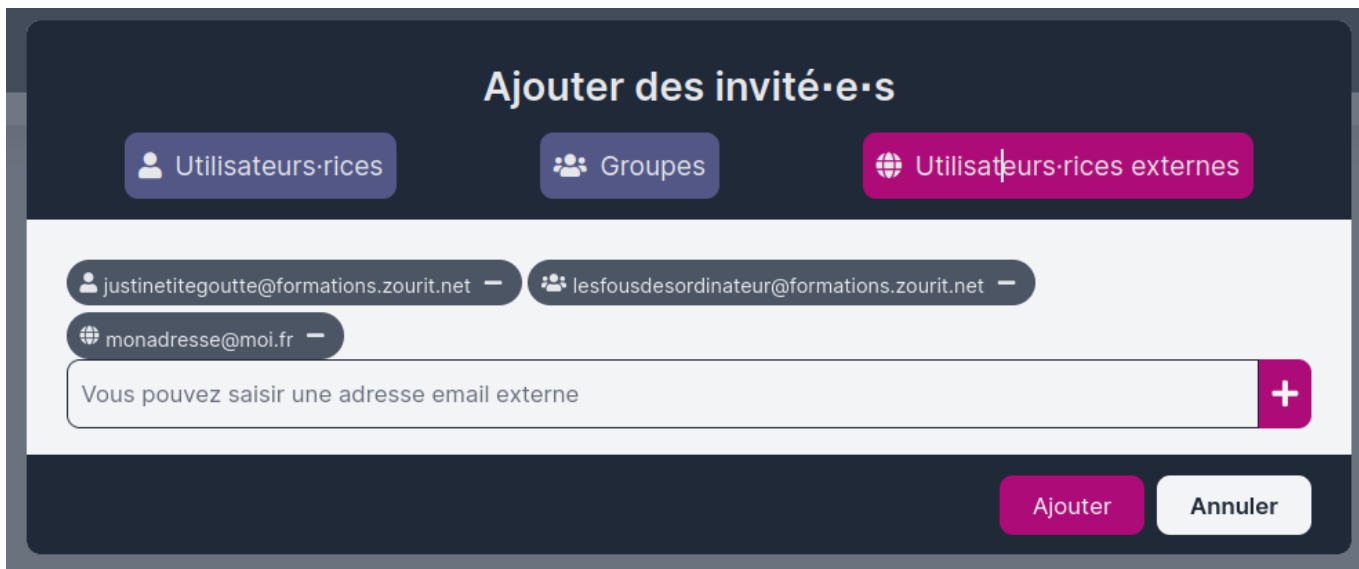 Ajouter des invité·e·s
Utilisateurs·rices Groupes Utilisateurs·rices externes
justinetitegoutte@formations.zourit.net lesfousdesordinateur@formations.zourit.net
monadresse@moi.fr
Vous pouvez saisir une adresse email externe
Ajouter Annuler